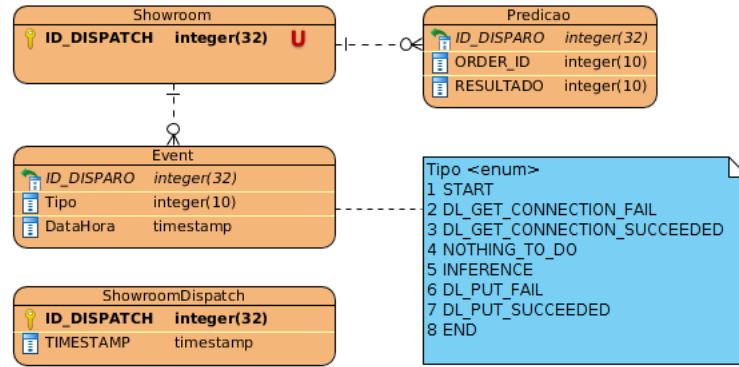 Showroom
ID_DISPATCH integer(32) U
Predicao
ID_DISPARO integer(32)
ORDER_ID integer(10)
RESULTADO integer(10)
Event
ID_DISPARO integer(32)
Tipo integer(10)
DataHora timestamp
Tipo <enum>
1 START
2 DL_GET_CONNECTION_FAIL
3 DL_GET_CONNECTION_SUCCEEDED
4 NOTHING_TO_DO
5 INFERENCE
6 DL_PUT_FAIL
7 DL_PUT_SUCCEEDED
8 END
ShowroomDispatch
ID_DISPATCH integer(32)
TIMESTAMP timestamp